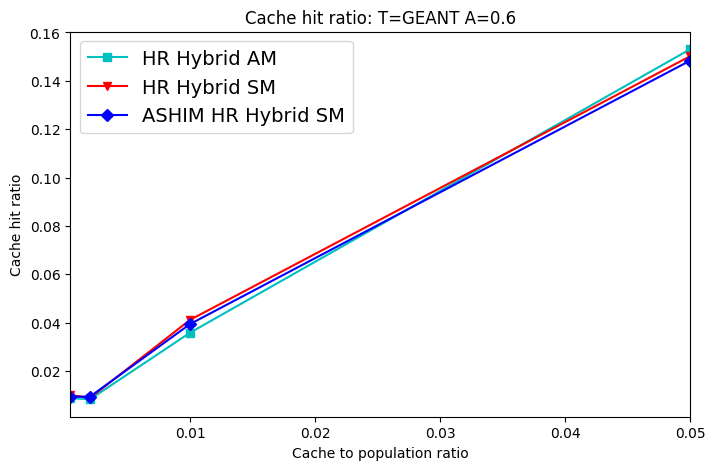 Cache hit ratio: T=GEANT A=0.6
0.16
0.14
0.12
0.10
0.08
0.06
0.04
0.02
Cache hit ratio
HR Hybrid AM
HR Hybrid SM
ASHIM HR Hybrid SM
0.01 0.02 0.03 0.04 0.05
Cache to population ratio